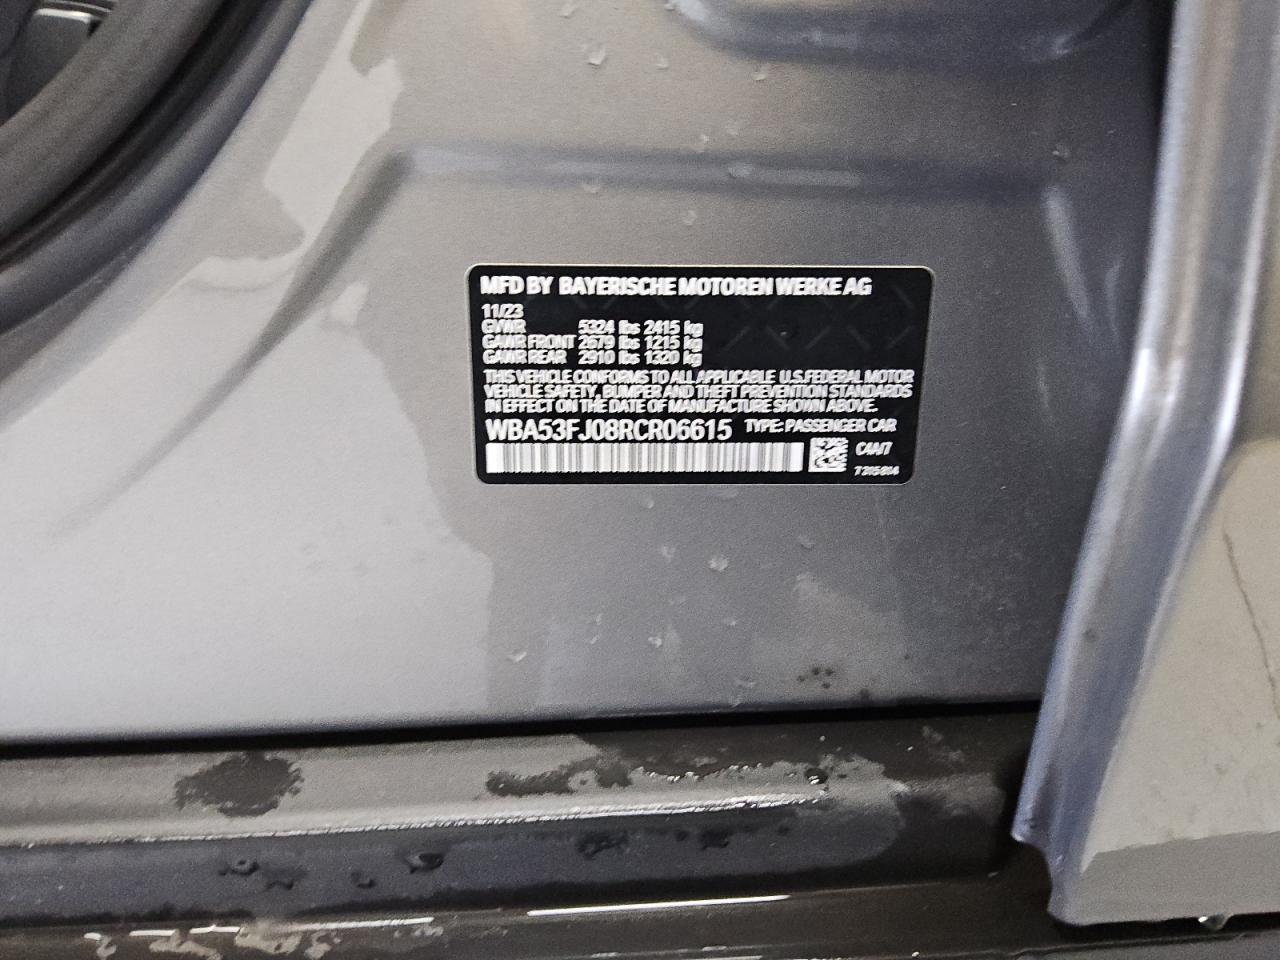 MFD BY BAYERISCHE MOTOREN WERKE AG
11/23
GVWR 5324 lbs 2415 kg
GAWR FRONT 2679 lbs 1215 kg
GAWR REAR 2910 lbs 1320 kg
THIS VEHICLE CONFORMS TO ALL APPLICABLE U.S. FEDERAL MOTOR
VEHICLE SAFETY, BUMPER AND THEFT PREVENTION STANDARDS
IN EFFECT ON THE DATE OF MANUFACTURE SHOWN ABOVE.
WBA53FJ08RCR06615 TYPE: PASSENGER CAR
C4A/7
7315814